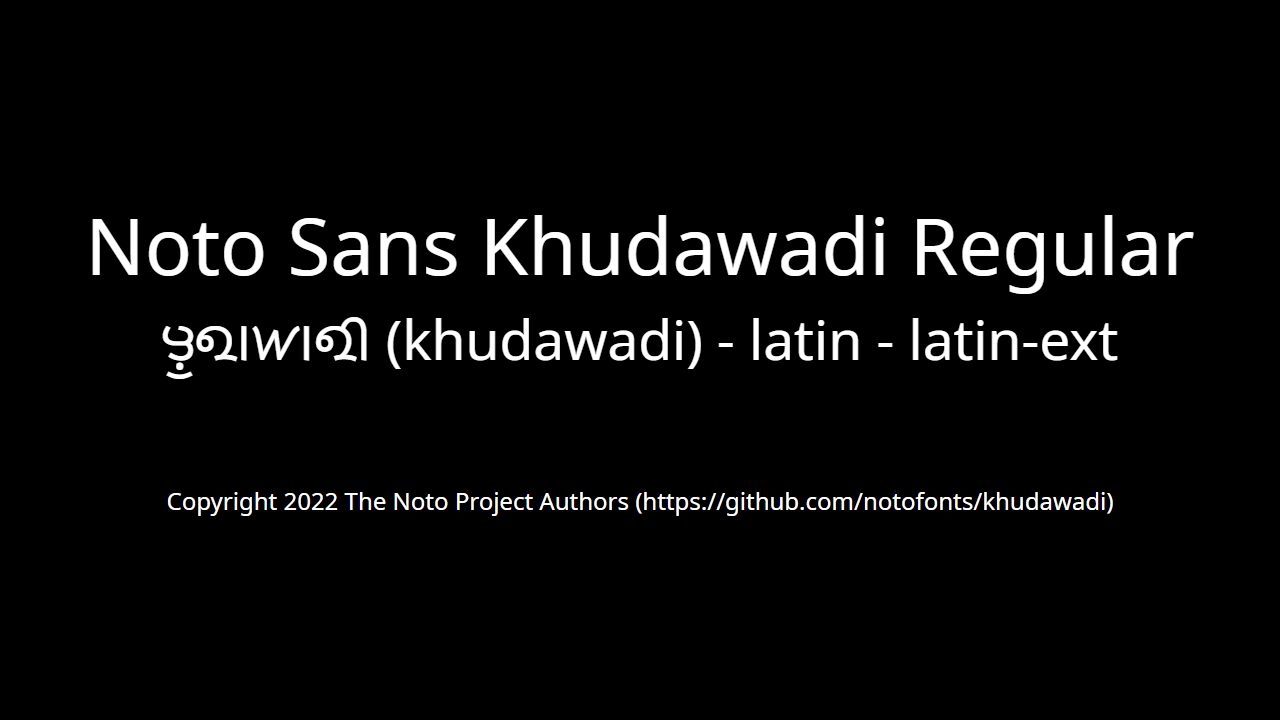 Noto Sans Khudawadi Regular
𑊻𑋩𑋣𑋏𑋠𑋔𑋠𑋏𑋢 (khudawadi) - latin - latin-ext
Copyright 2022 The Noto Project Authors (https://github.com/notofonts/khudawadi)